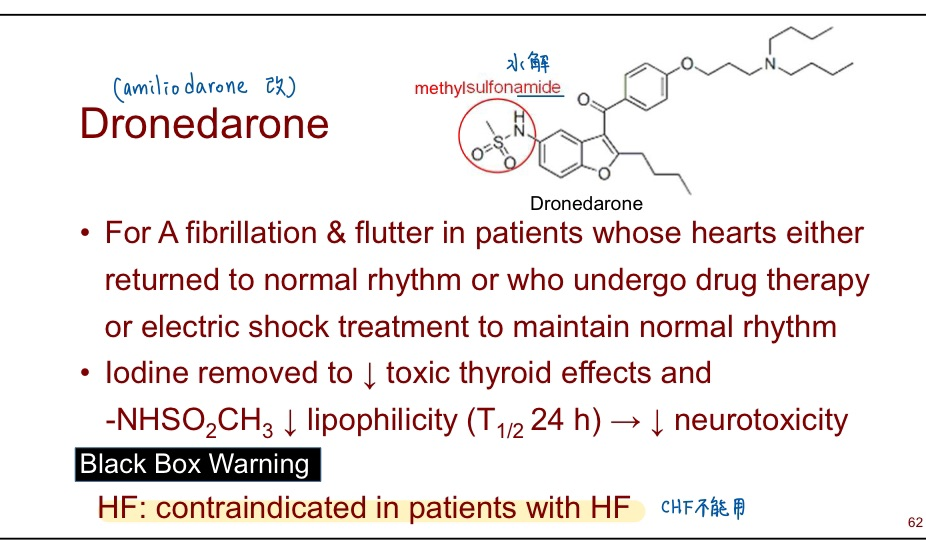 (amiliodarone 改)
Dronedarone
水解
methylsulfonamide
O
N
O
H
N
S
O
O
O
Dronedarone
• For A fibrillation & flutter in patients whose hearts either
returned to normal rhythm or who undergo drug therapy
or electric shock treatment to maintain normal rhythm
• Iodine removed to ↓ toxic thyroid effects and
-NHSO₂CH₃ ↓ lipophilicity (T₁/₂ 24 h) → ↓ neurotoxicity
Black Box Warning
HF: contraindicated in patients with HF
CHF不能用
62